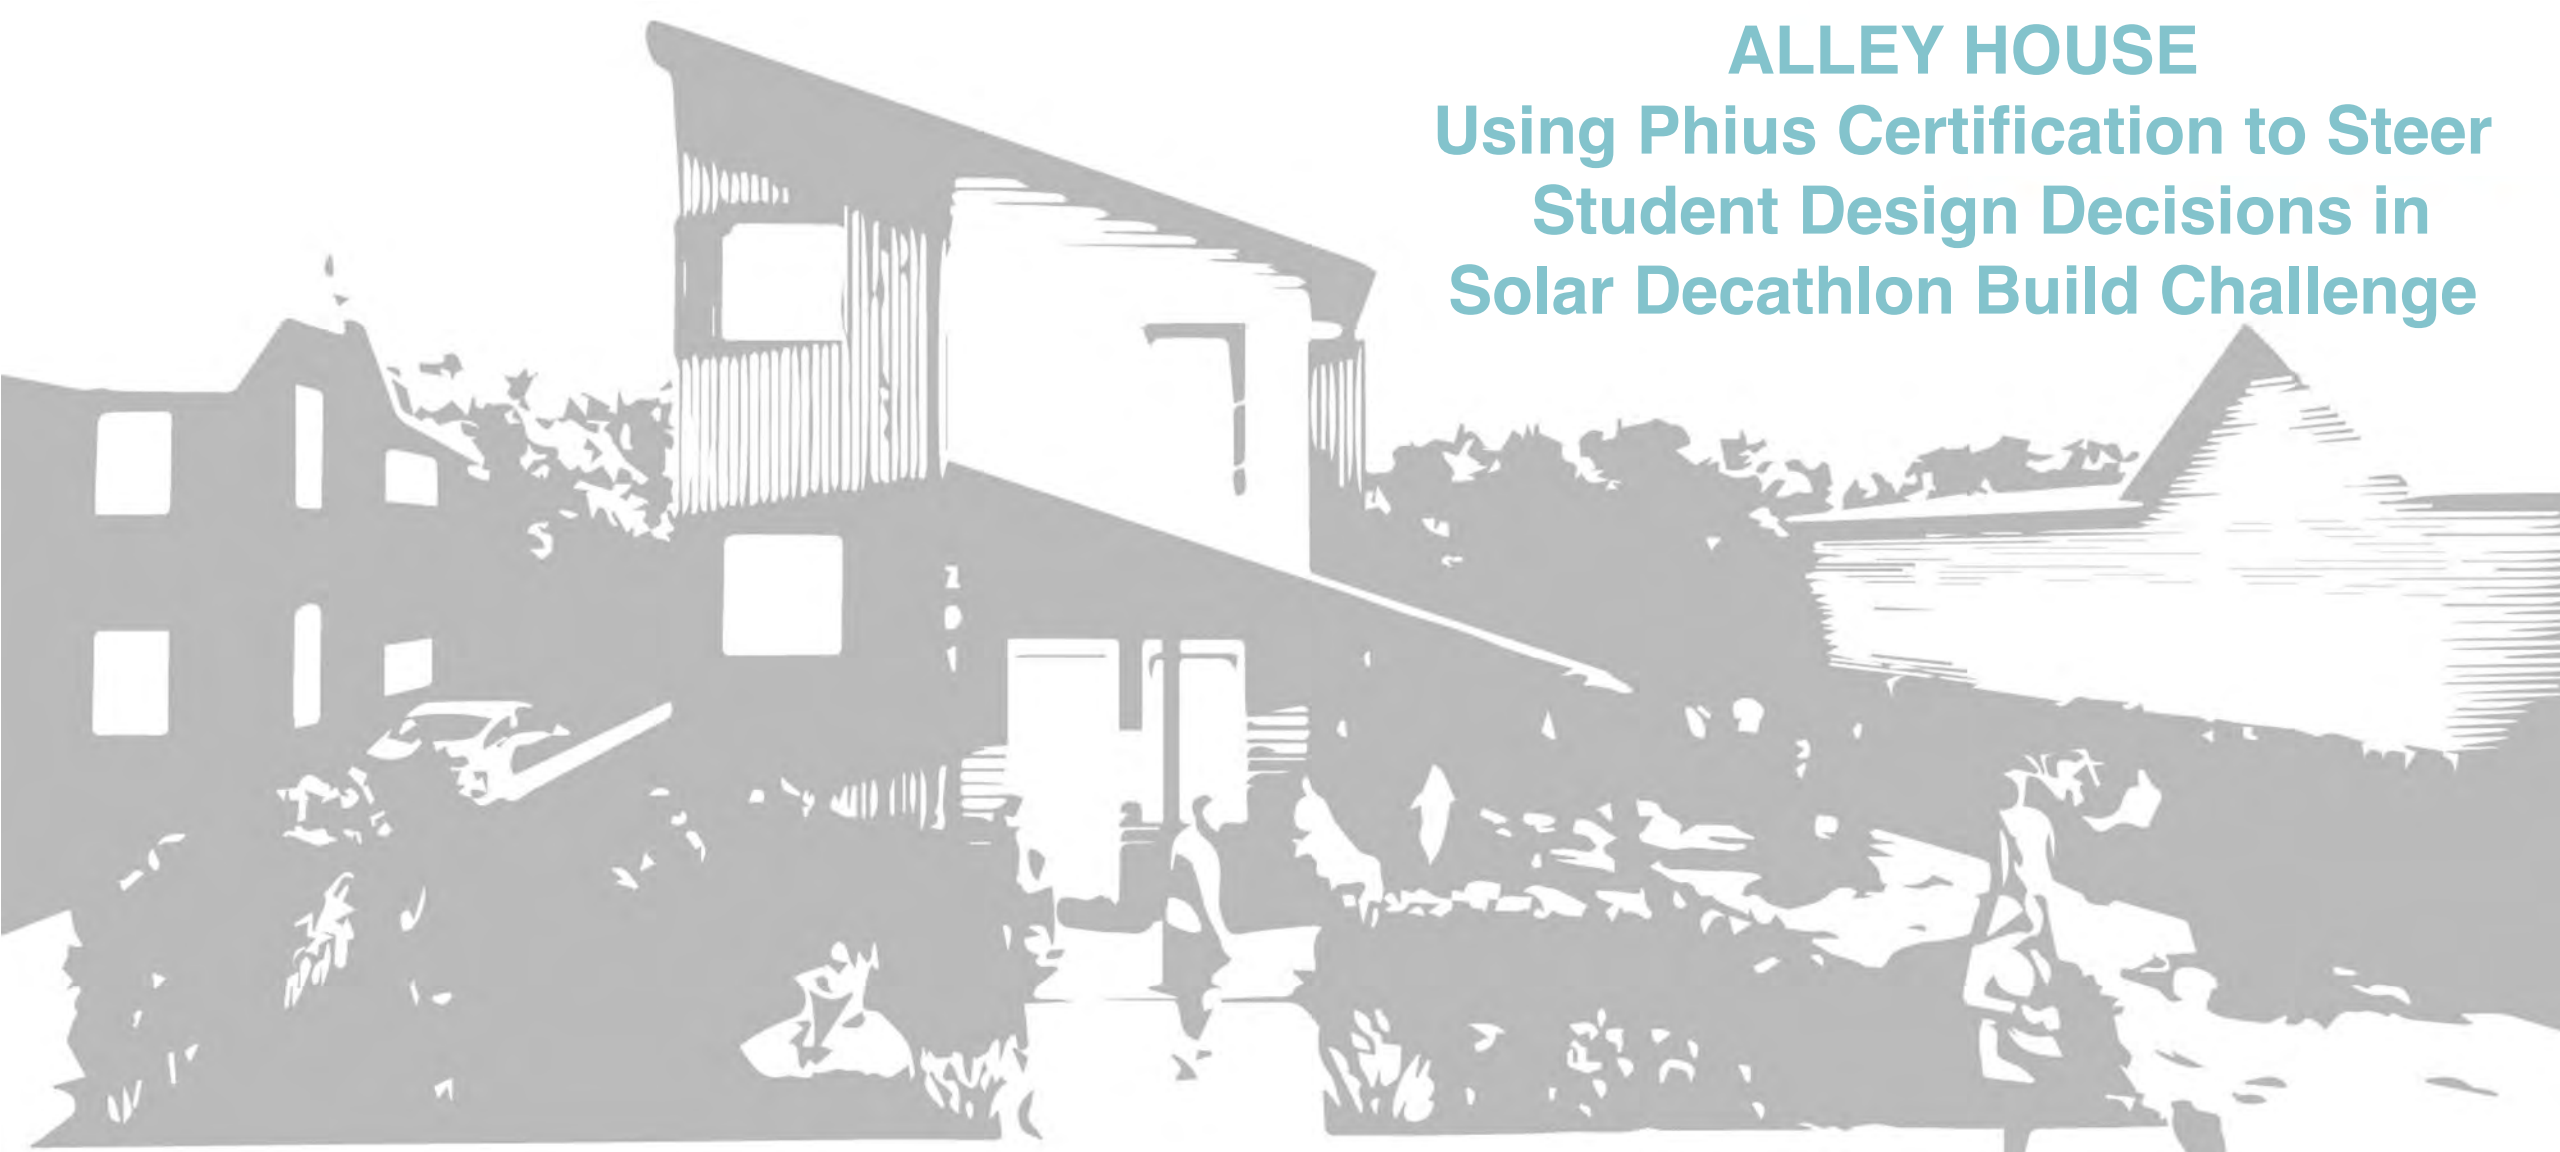 ALLEY HOUSE
Using Phius Certification to Steer
Student Design Decisions in
Solar Decathlon Build Challenge